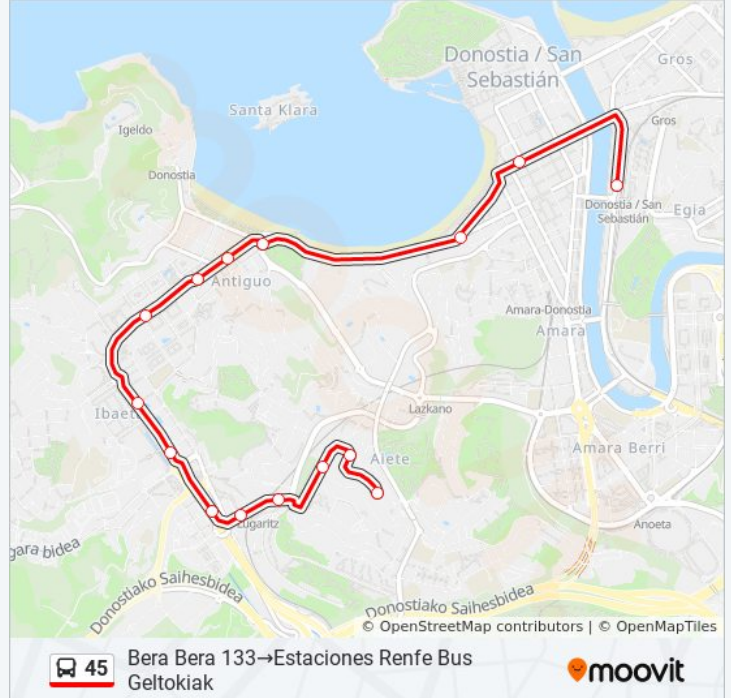 Donostia / San
Sebastián
Gros
Santa Klara
Gros
Igeldo
Donostia
Donostia / San
Sebastián
Egia
Antiguo
Amara-Donostia
Amara
Lazkano
Amara Berri
Aiete
Lugaritz
Anoeta
gara bidea
Donostiako Saihesbidea
Donostiako Saihesbidea
© OpenStreetMap contributors | © OpenMapTiles
45
Bera Bera 133→Estaciones Renfe Bus
Geltokiak
moovit